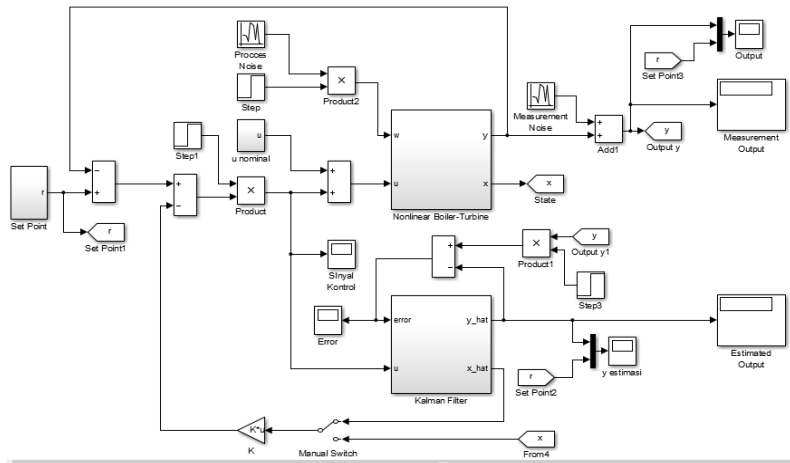 Procces
Noise
Step
×
Product2
Step1
u
u nominal
×
Product
−
+
+
−
+
+
r
Set Point
r
Set Point1
w
u
y
x
Nonlinear Boiler-Turbine
Measurement
Noise
+
+
Add1
y
Output y
x
State
r
Set Point3
Output
Measurement
Output
SInyal
Kontrol
+
−
×
Product1
y
Output y1
Step3
Error
error
u
y_hat
x_hat
Kalman Filter
r
Set Point2
y estimasi
Estimated
Output
K*u
K
Manual Switch
x
From4